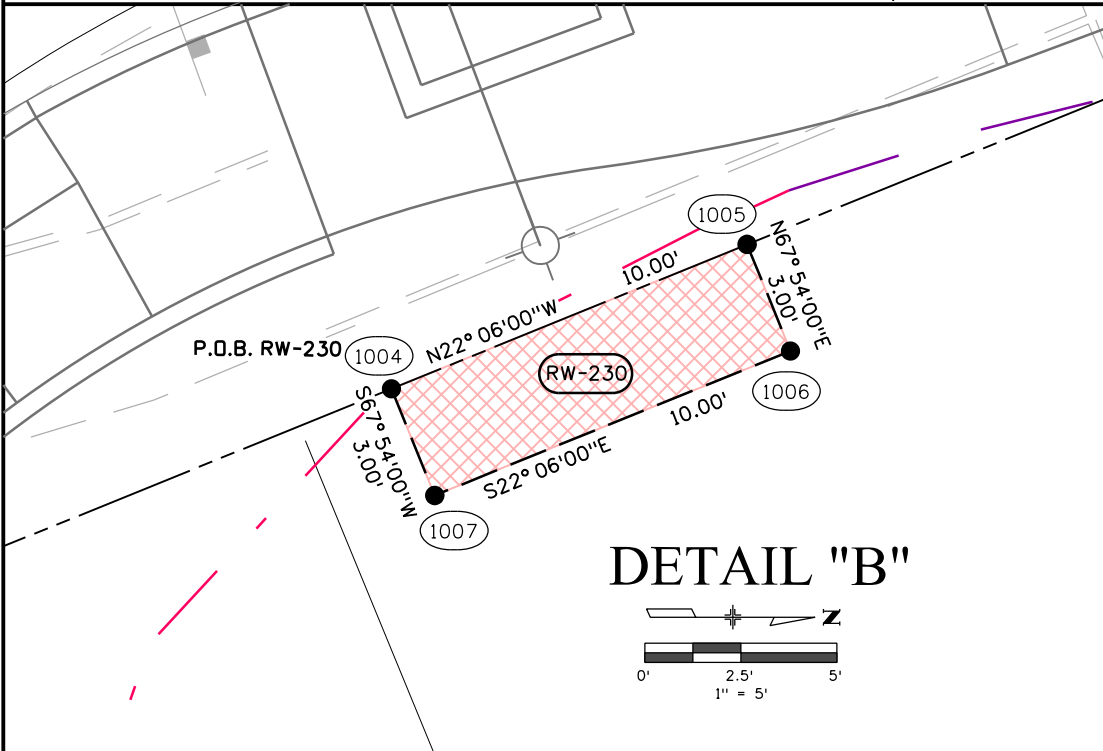 1005
N67° 54'00"E
3.00'
10.00'
N22° 06'00"W
P.O.B. RW-230
1004
RW-230
1006
S67° 54'00"W
3.00'
10.00'
S22° 06'00"E
1007
DETAIL "B"
N
0'
2.5'
5'
1" = 5'